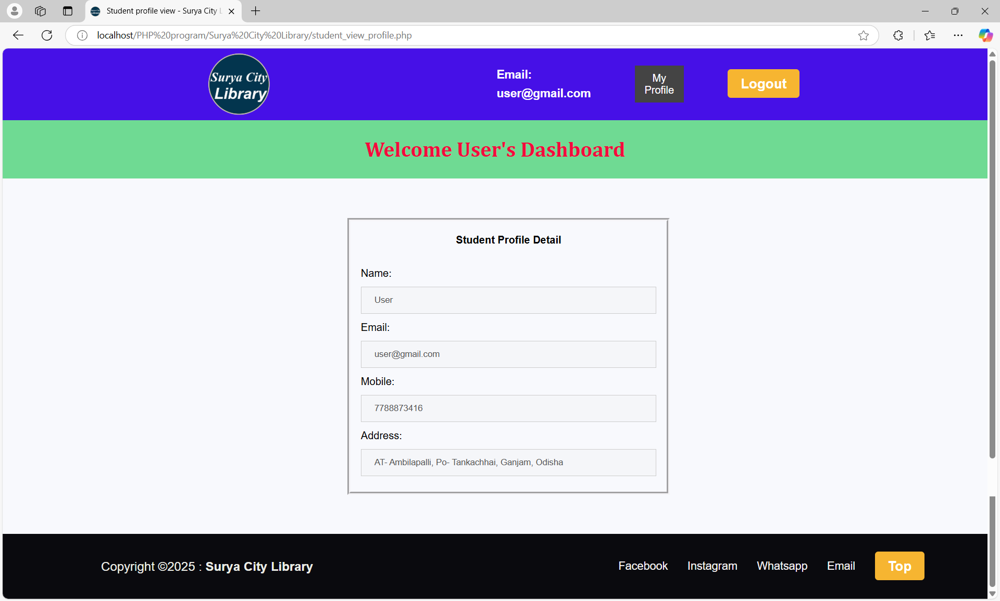 Student profile view - Surya City L
localhost/PHP%20program/Surya%20City%20Library/student_view_profile.php
Surya City
Library
Email:
user@gmail.com
My
Profile
Logout
Welcome User's Dashboard
Student Profile Detail
Name:
User
Email:
user@gmail.com
Mobile:
7788873416
Address:
AT- Ambilapalli, Po- Tankachhai, Ganjam, Odisha
Copyright ©2025 : Surya City Library
Facebook
Instagram
Whatsapp
Email
Top